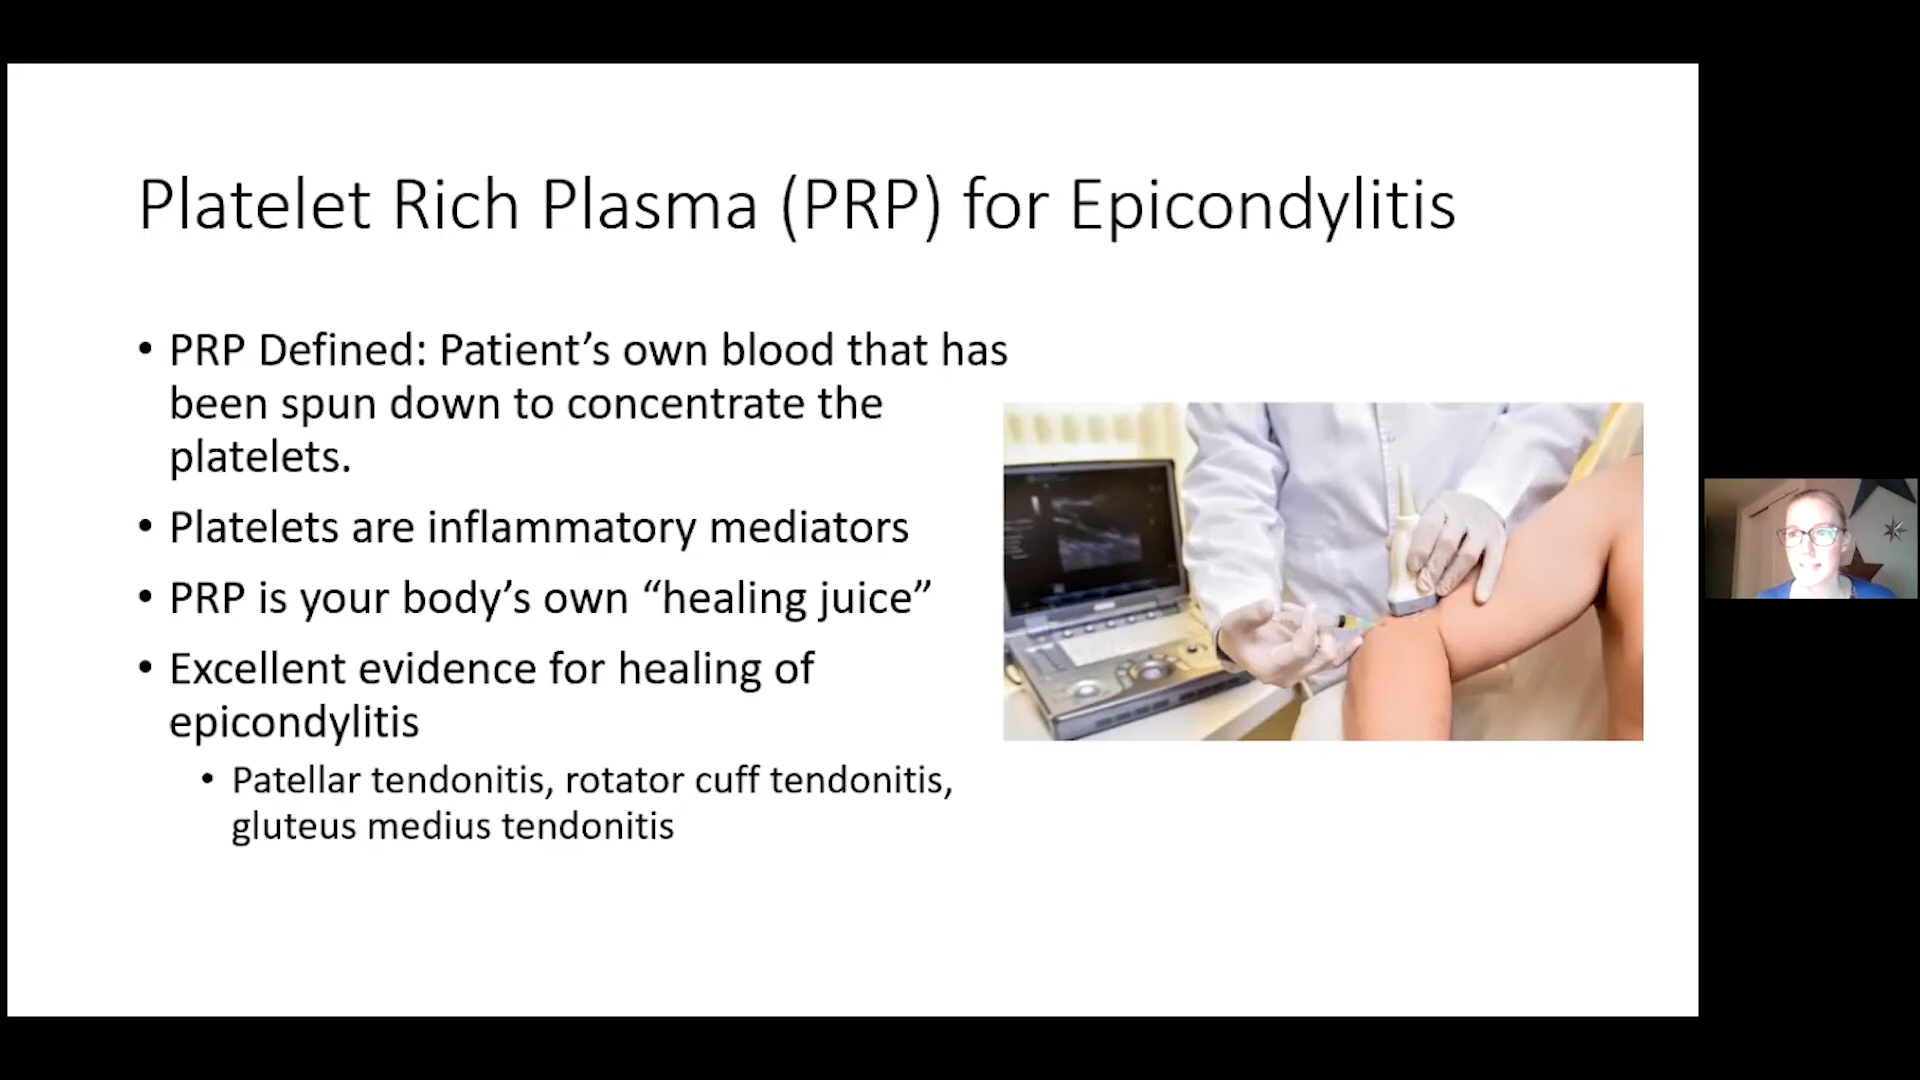 Platelet Rich Plasma (PRP) for Epicondylitis
• PRP Defined: Patient’s own blood that has
been spun down to concentrate the
platelets.
• Platelets are inflammatory mediators
• PRP is your body’s own “healing juice”
• Excellent evidence for healing of
epicondylitis
• Patellar tendonitis, rotator cuff tendonitis,
gluteus medius tendonitis